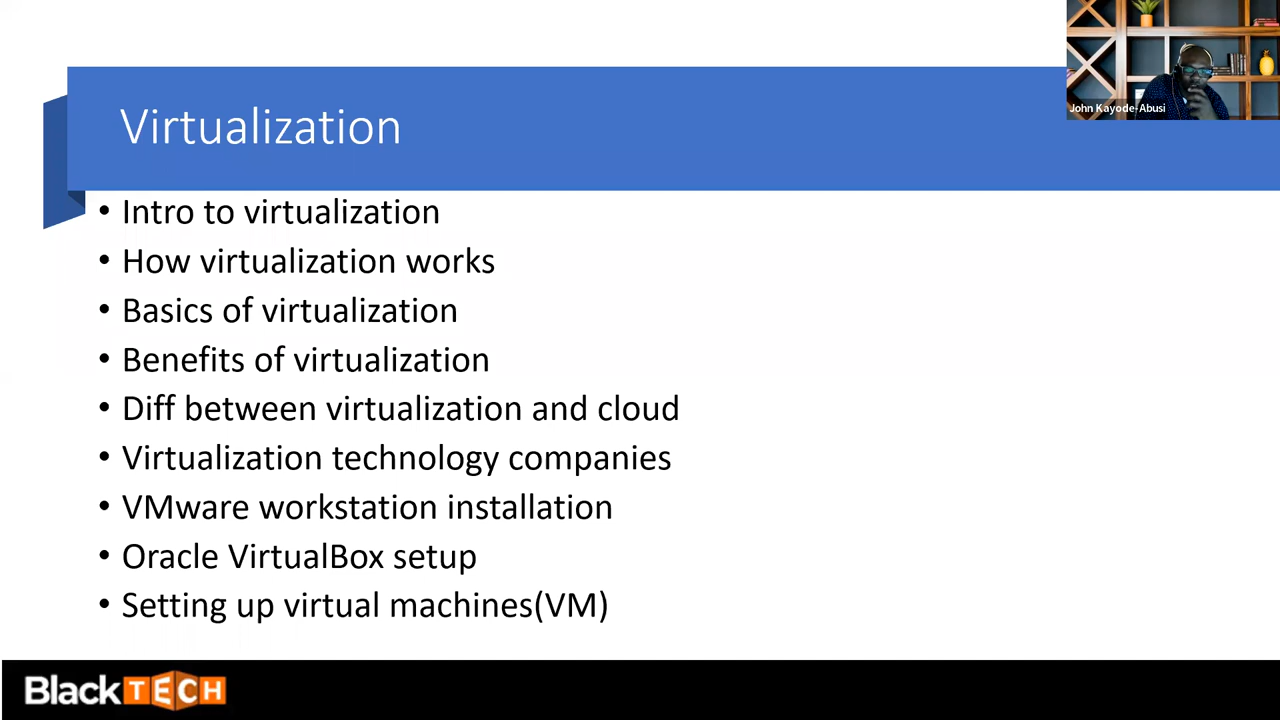 John Kayode-Abusi
Virtualization
• Intro to virtualization
• How virtualization works
• Basics of virtualization
• Benefits of virtualization
• Diff between virtualization and cloud
• Virtualization technology companies
• VMware workstation installation
• Oracle VirtualBox setup
• Setting up virtual machines(VM)
BlackTECH